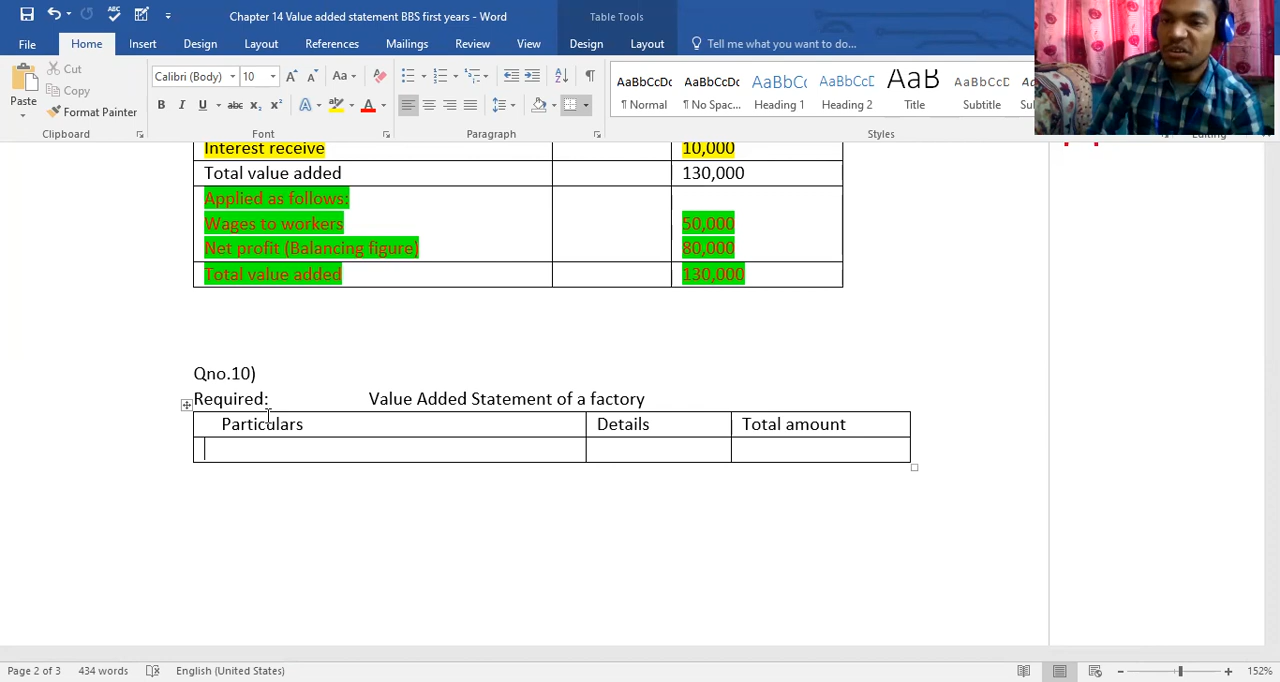 Chapter 14 Value added statement BBS first years - Word
Table Tools
File Home Insert Design Layout References Mailings Review View Design Layout Tell me what you want to do...
Cut
Copy
Paste
Format Painter
Clipboard
Calibri (Body) 10
Font
Paragraph
AaBbCcDc AaBbCcDc AaBbCc AaBbCcD AaB AaBbCcD
¶ Normal ¶ No Spac... Heading 1 Heading 2 Title Subtitle
Styles
Interest receive 10,000
Total value added 130,000
Applied as follows:
Wages to workers 50,000
Net profit (Balancing figure) 80,000
Total value added 130,000
Qno.10)
Required: Value Added Statement of a factory
Particulars Details Total amount
Page 2 of 3 434 words English (United States) 152%